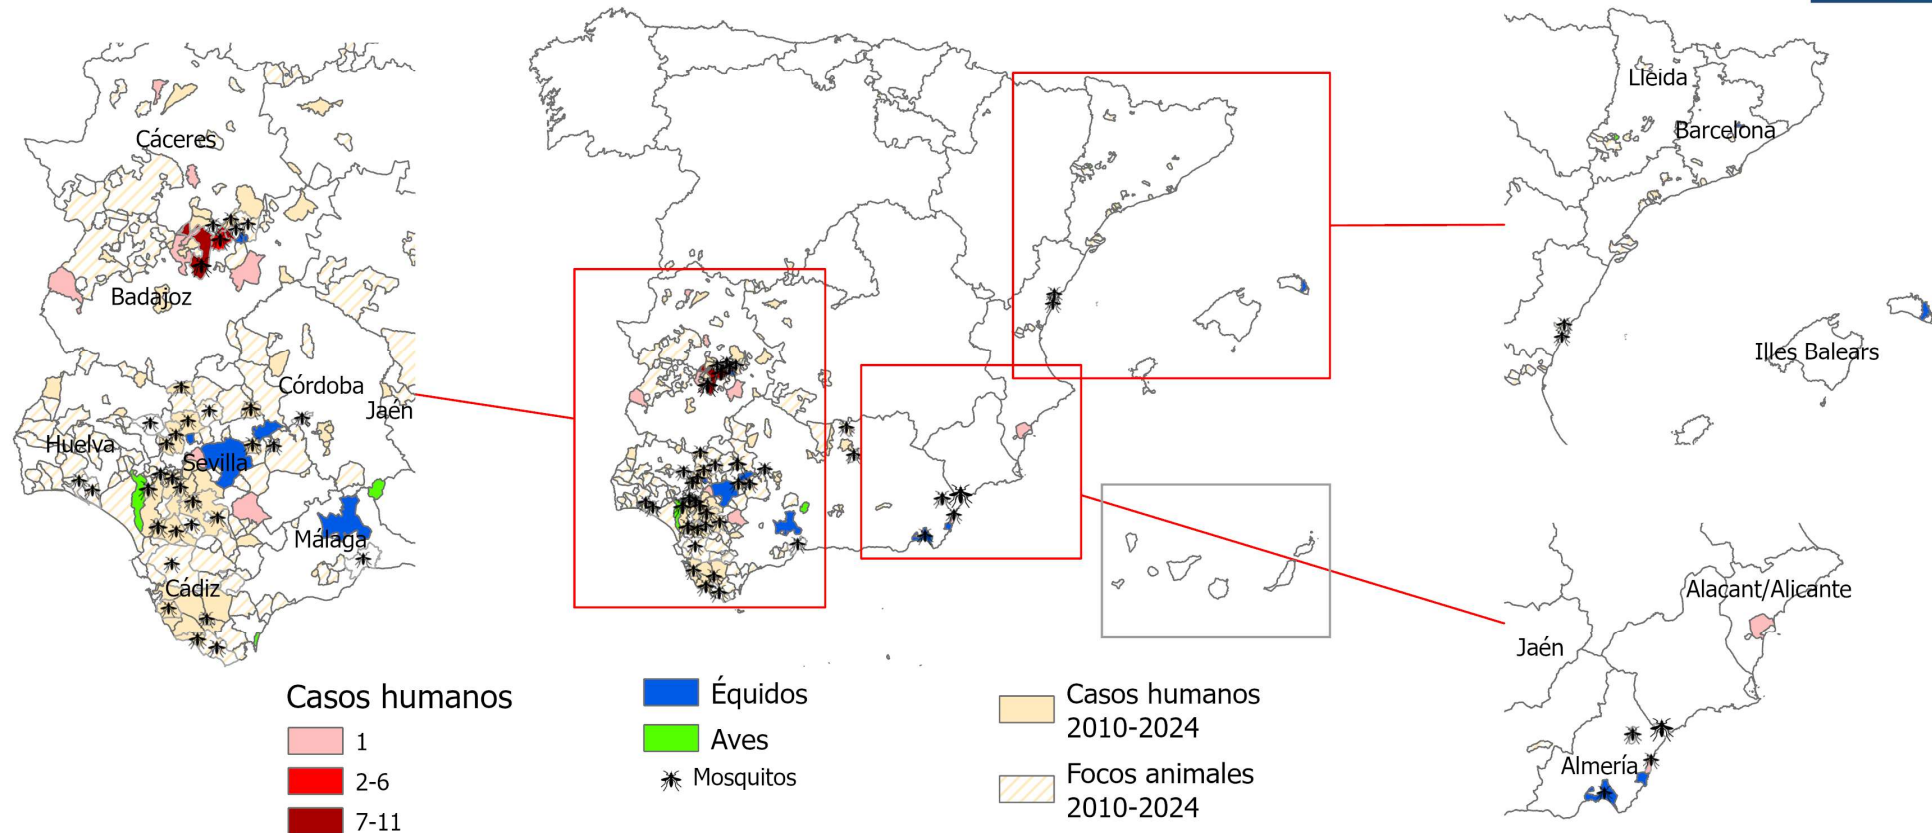 Cáceres
Badajoz
Córdoba
Jaén
Huelva
Sevilla
Málaga
Cádiz
Lleida
Barcelona
Illes Balears
Alacant/Alicante
Jaén
Almería
Casos humanos
1
2-6
7-11
Équidos
Aves
Mosquitos
Casos humanos
2010-2024
Focos animales
2010-2024